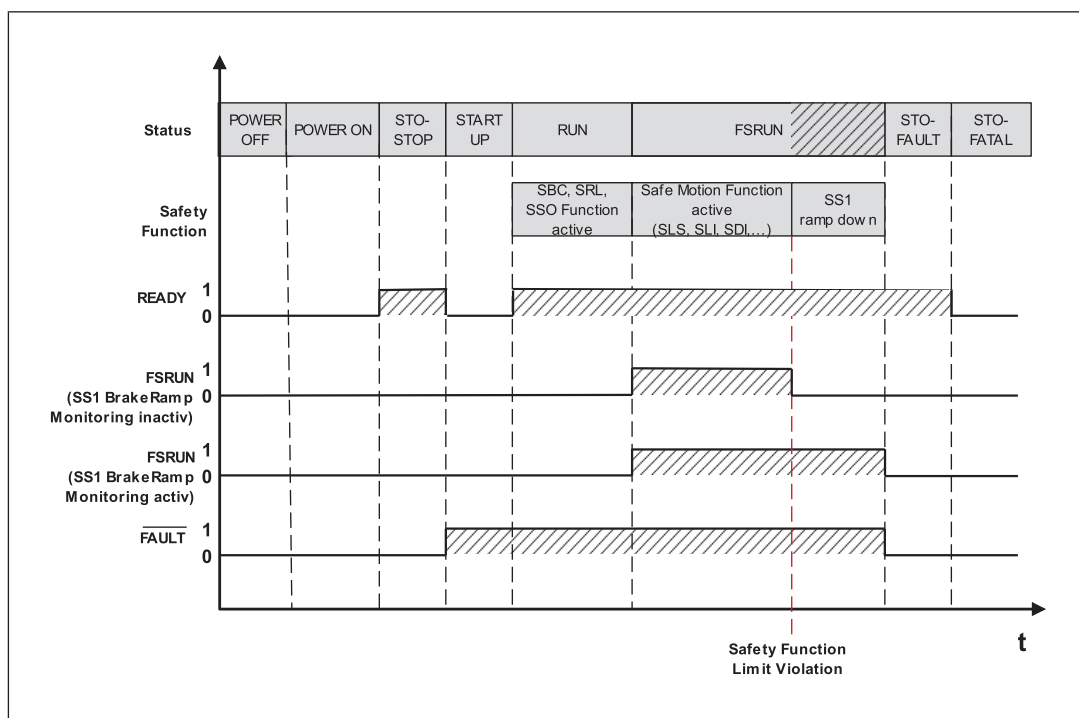 Status
POWER OFF
POWER ON
STO-
STOP
START
UP
RUN
FSRUN
STO-
FAULT
STO-
FATAL
Safety
Function
SBC, SRL,
SSO Function
active
Safe Motion Function
active
(SLS, SLI, SDI,...)
SS1
ramp down
READY
1
0
FSRUN
(SS1 BrakeRamp
Monitoring inactiv)
1
0
FSRUN
(SS1 BrakeRamp
Monitoring activ)
1
0
FAULT
1
0
t
Safety Function
Limit Violation